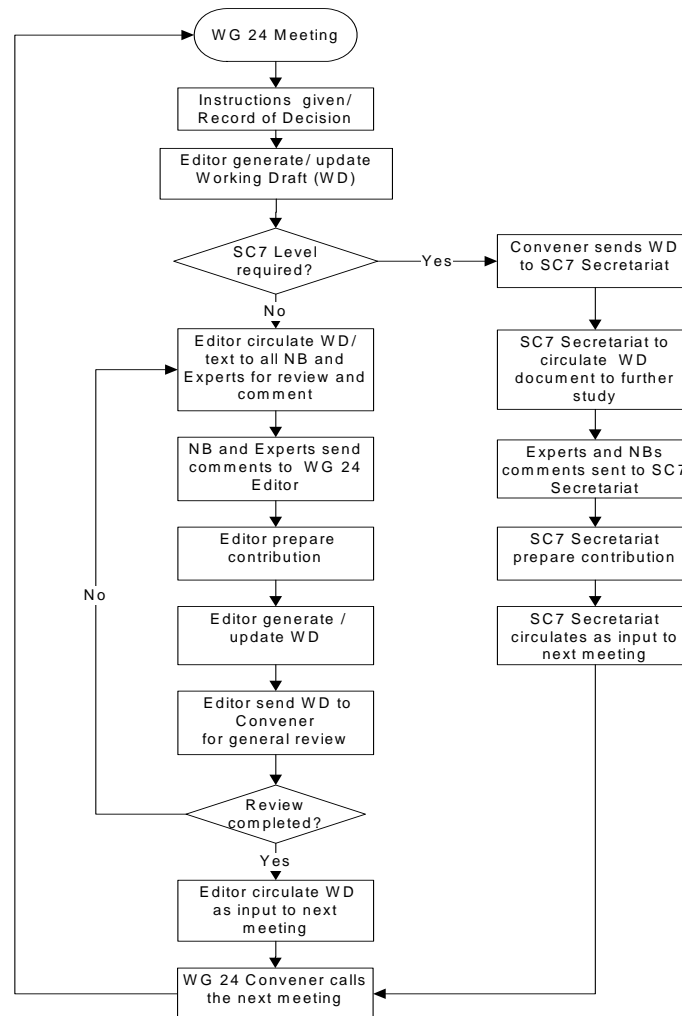 WG 24 Meeting
Instructions given/
Record of Decision
Editor generate/ update
Working Draft (WD)
SC7 Level
required?
Yes
No
Convener sends WD
to SC7 Secretariat
Editor circulate WD/
text to all NB and
Experts for review and
comment
SC7 Secretariat to
circulate WD
document to further
study
NB and Experts send
comments to WG 24
Editor
Experts and NBs
comments sent to SC7
Secretariat
Editor prepare
contribution
SC7 Secretariat
prepare contribution
No
Editor generate /
update WD
SC7 Secretariat
circulates as input to
next meeting
Editor send WD to
Convener
for general review
Review
completed?
Yes
Editor circulate WD
as input to next
meeting
WG 24 Convener calls
the next meeting